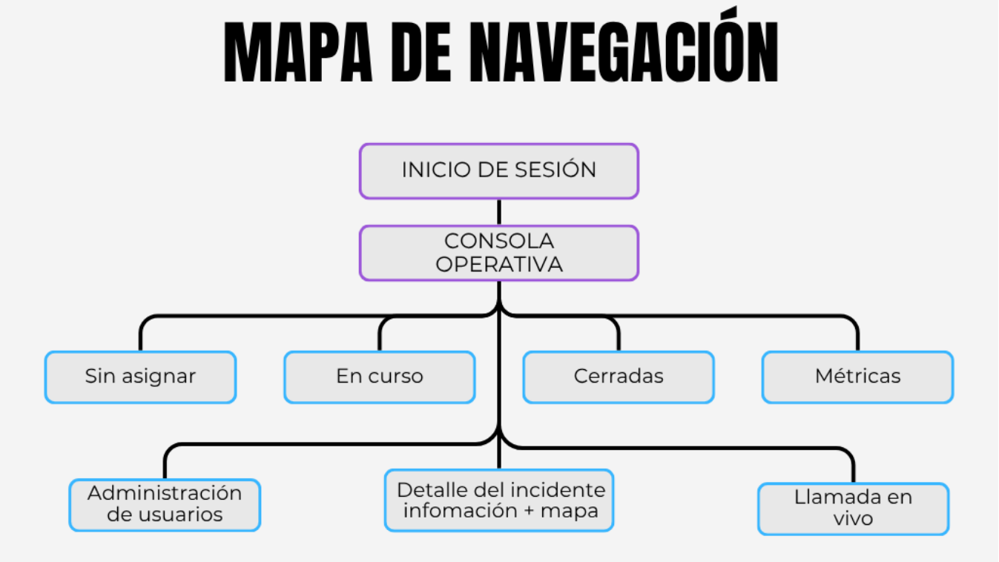 MAPA DE NAVEGACIÓN
INICIO DE SESIÓN
CONSOLA
OPERATIVA
Sin asignar
En curso
Cerradas
Métricas
Administración
de usuarios
Detalle del incidente
infomación + mapa
Llamada en
vivo